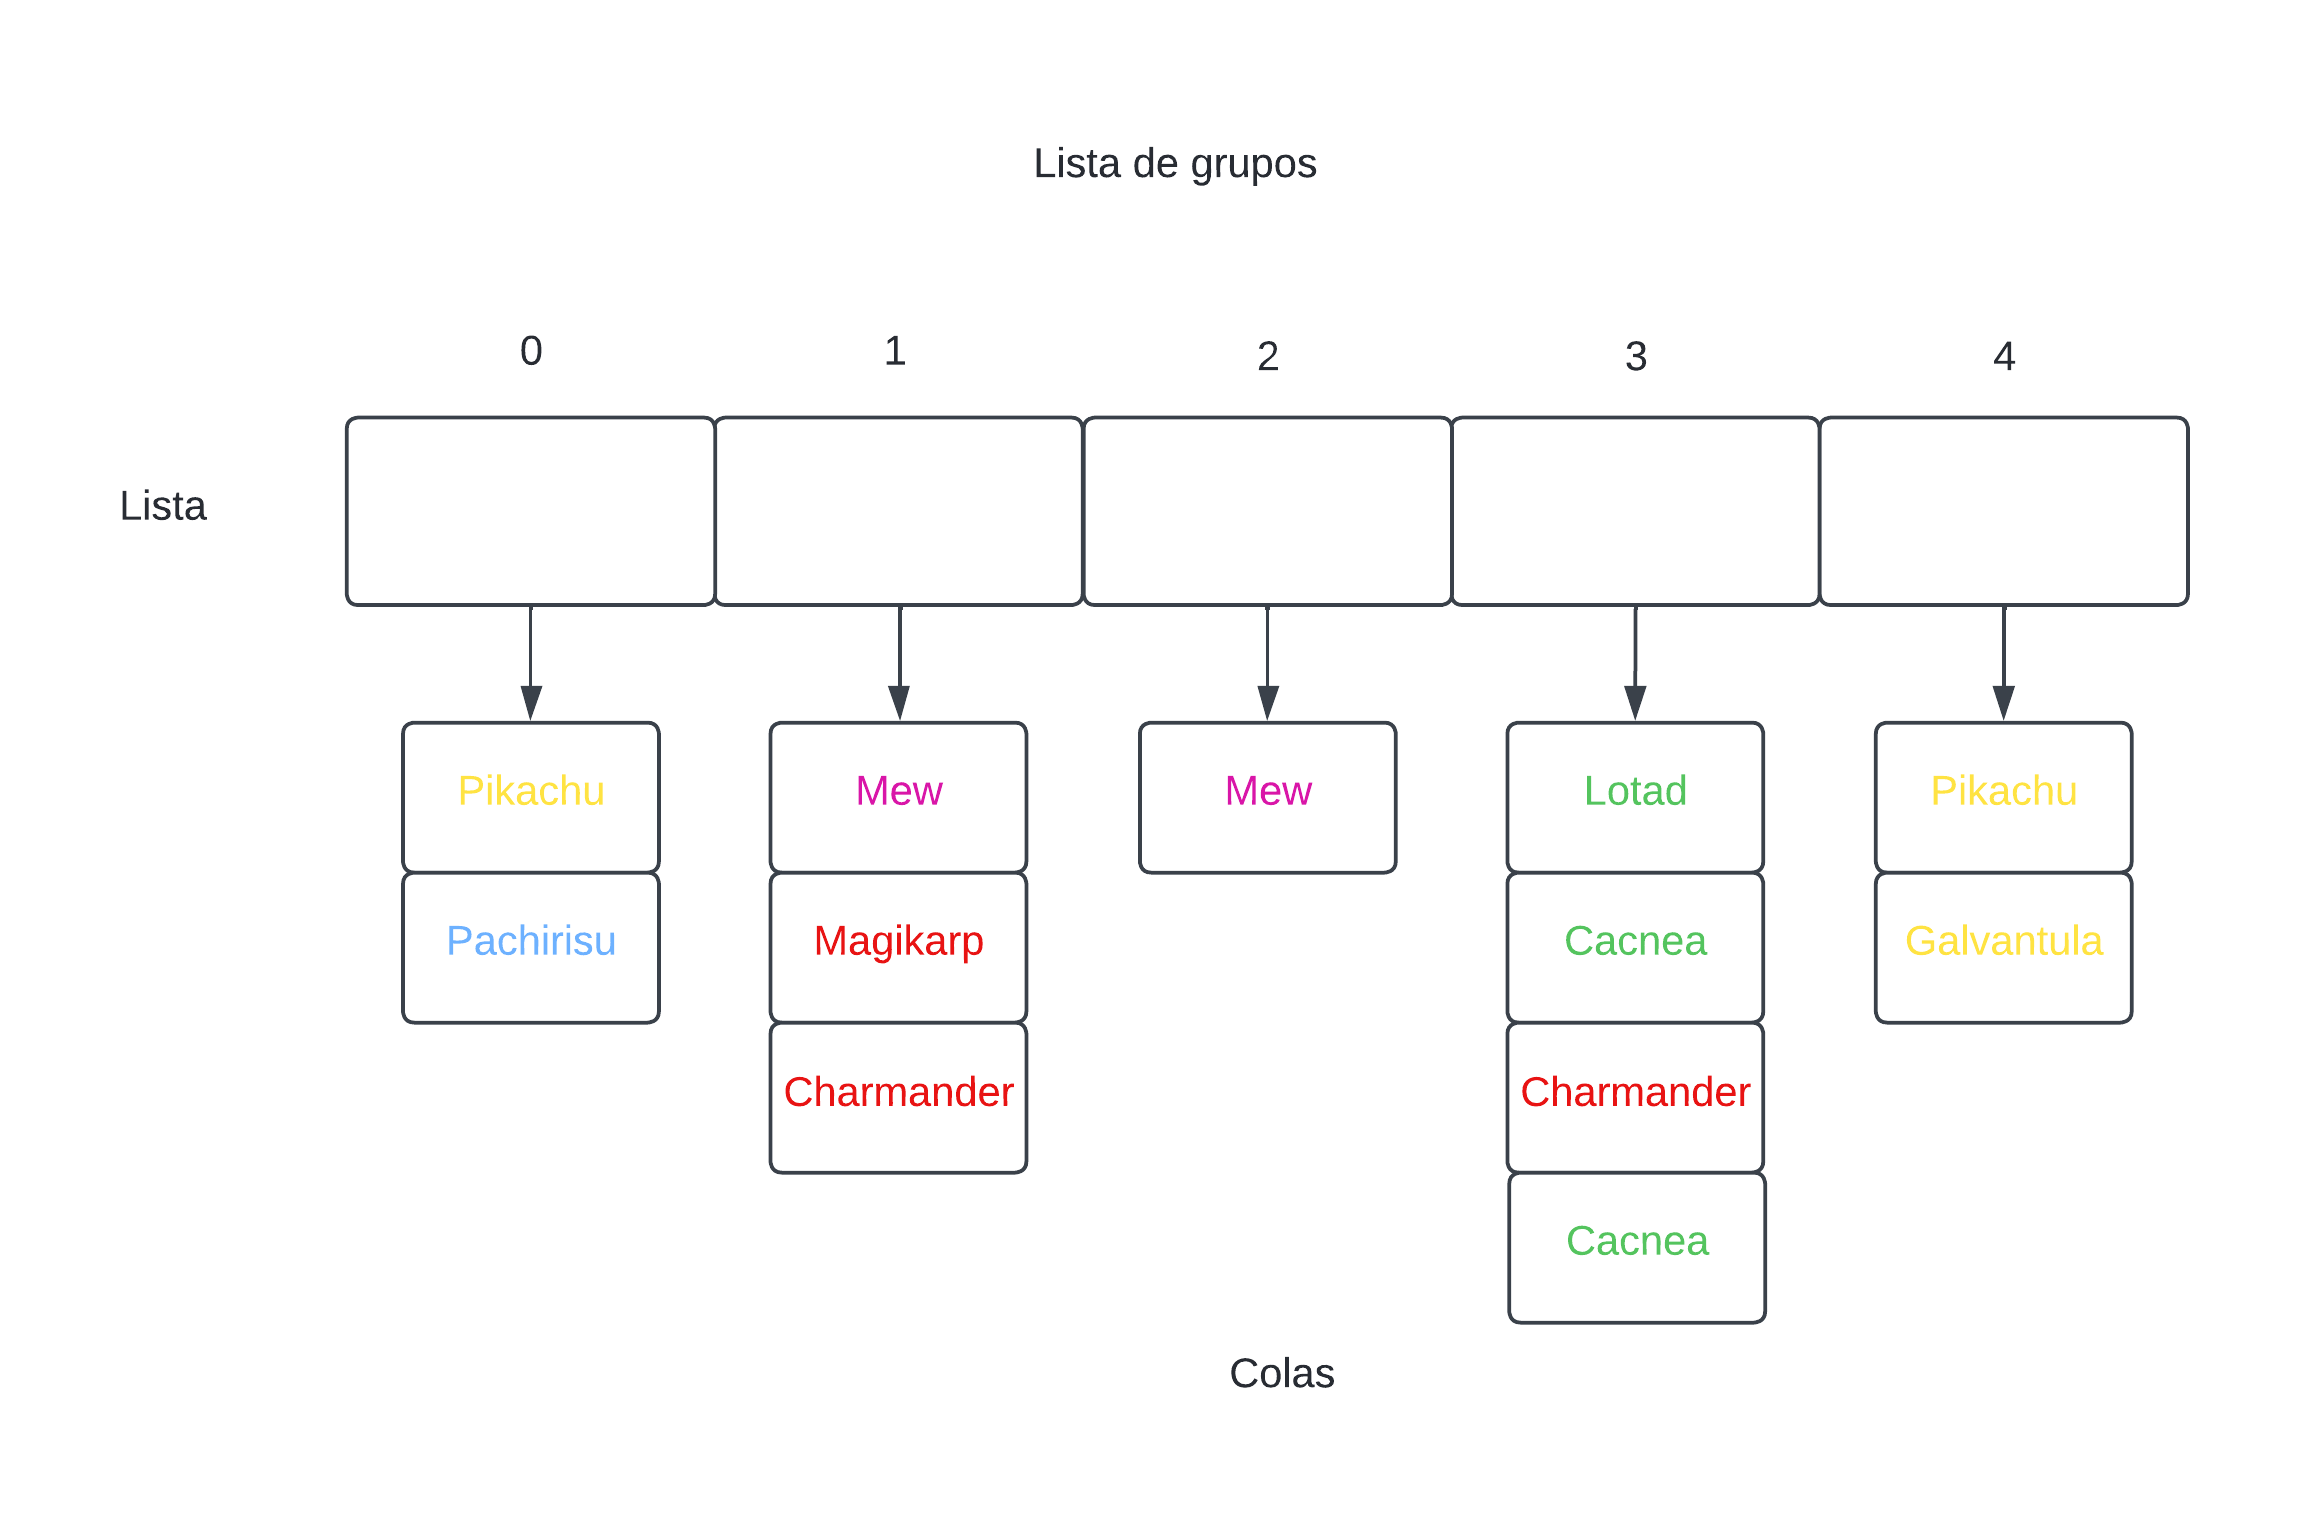 Lista de grupos
0 1 2 3 4
Lista
Pikachu Mew Mew Lotad Pikachu
Pachirisu Magikarp Cacnea Galvantula
Charmander Charmander
Cacnea
Colas